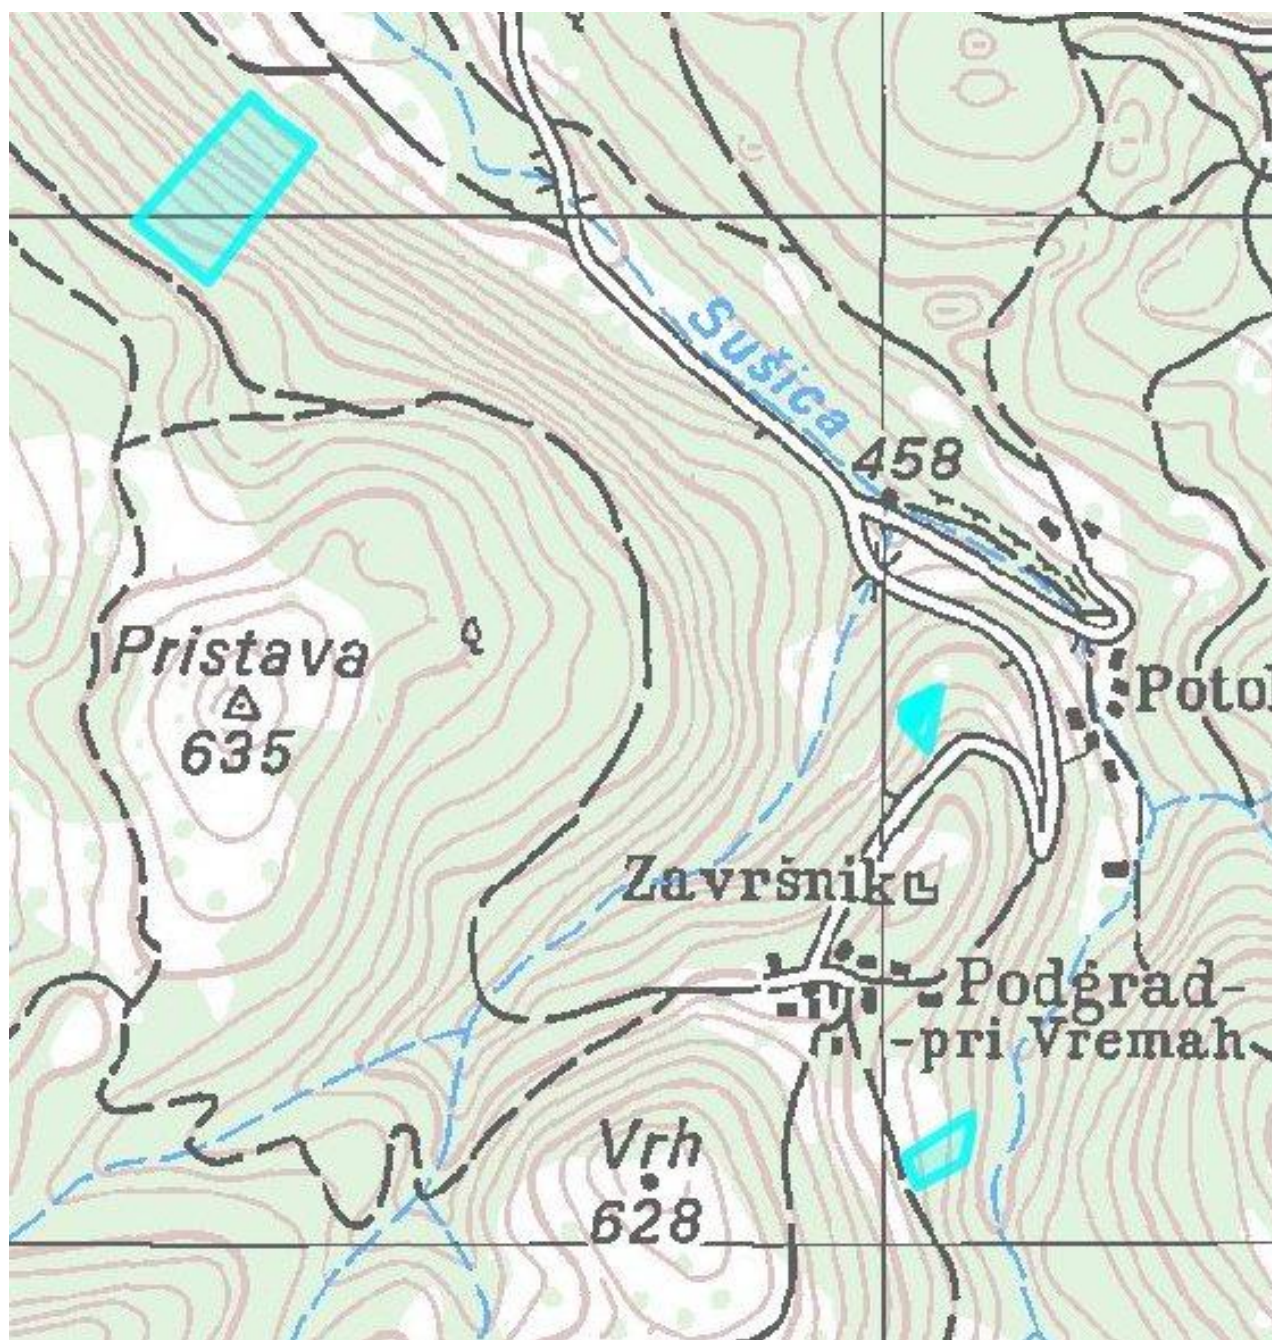 Sušica
458
Pristava
635
Potok
Završnik
Podgrad-
-pri Vremah
Vrh
628